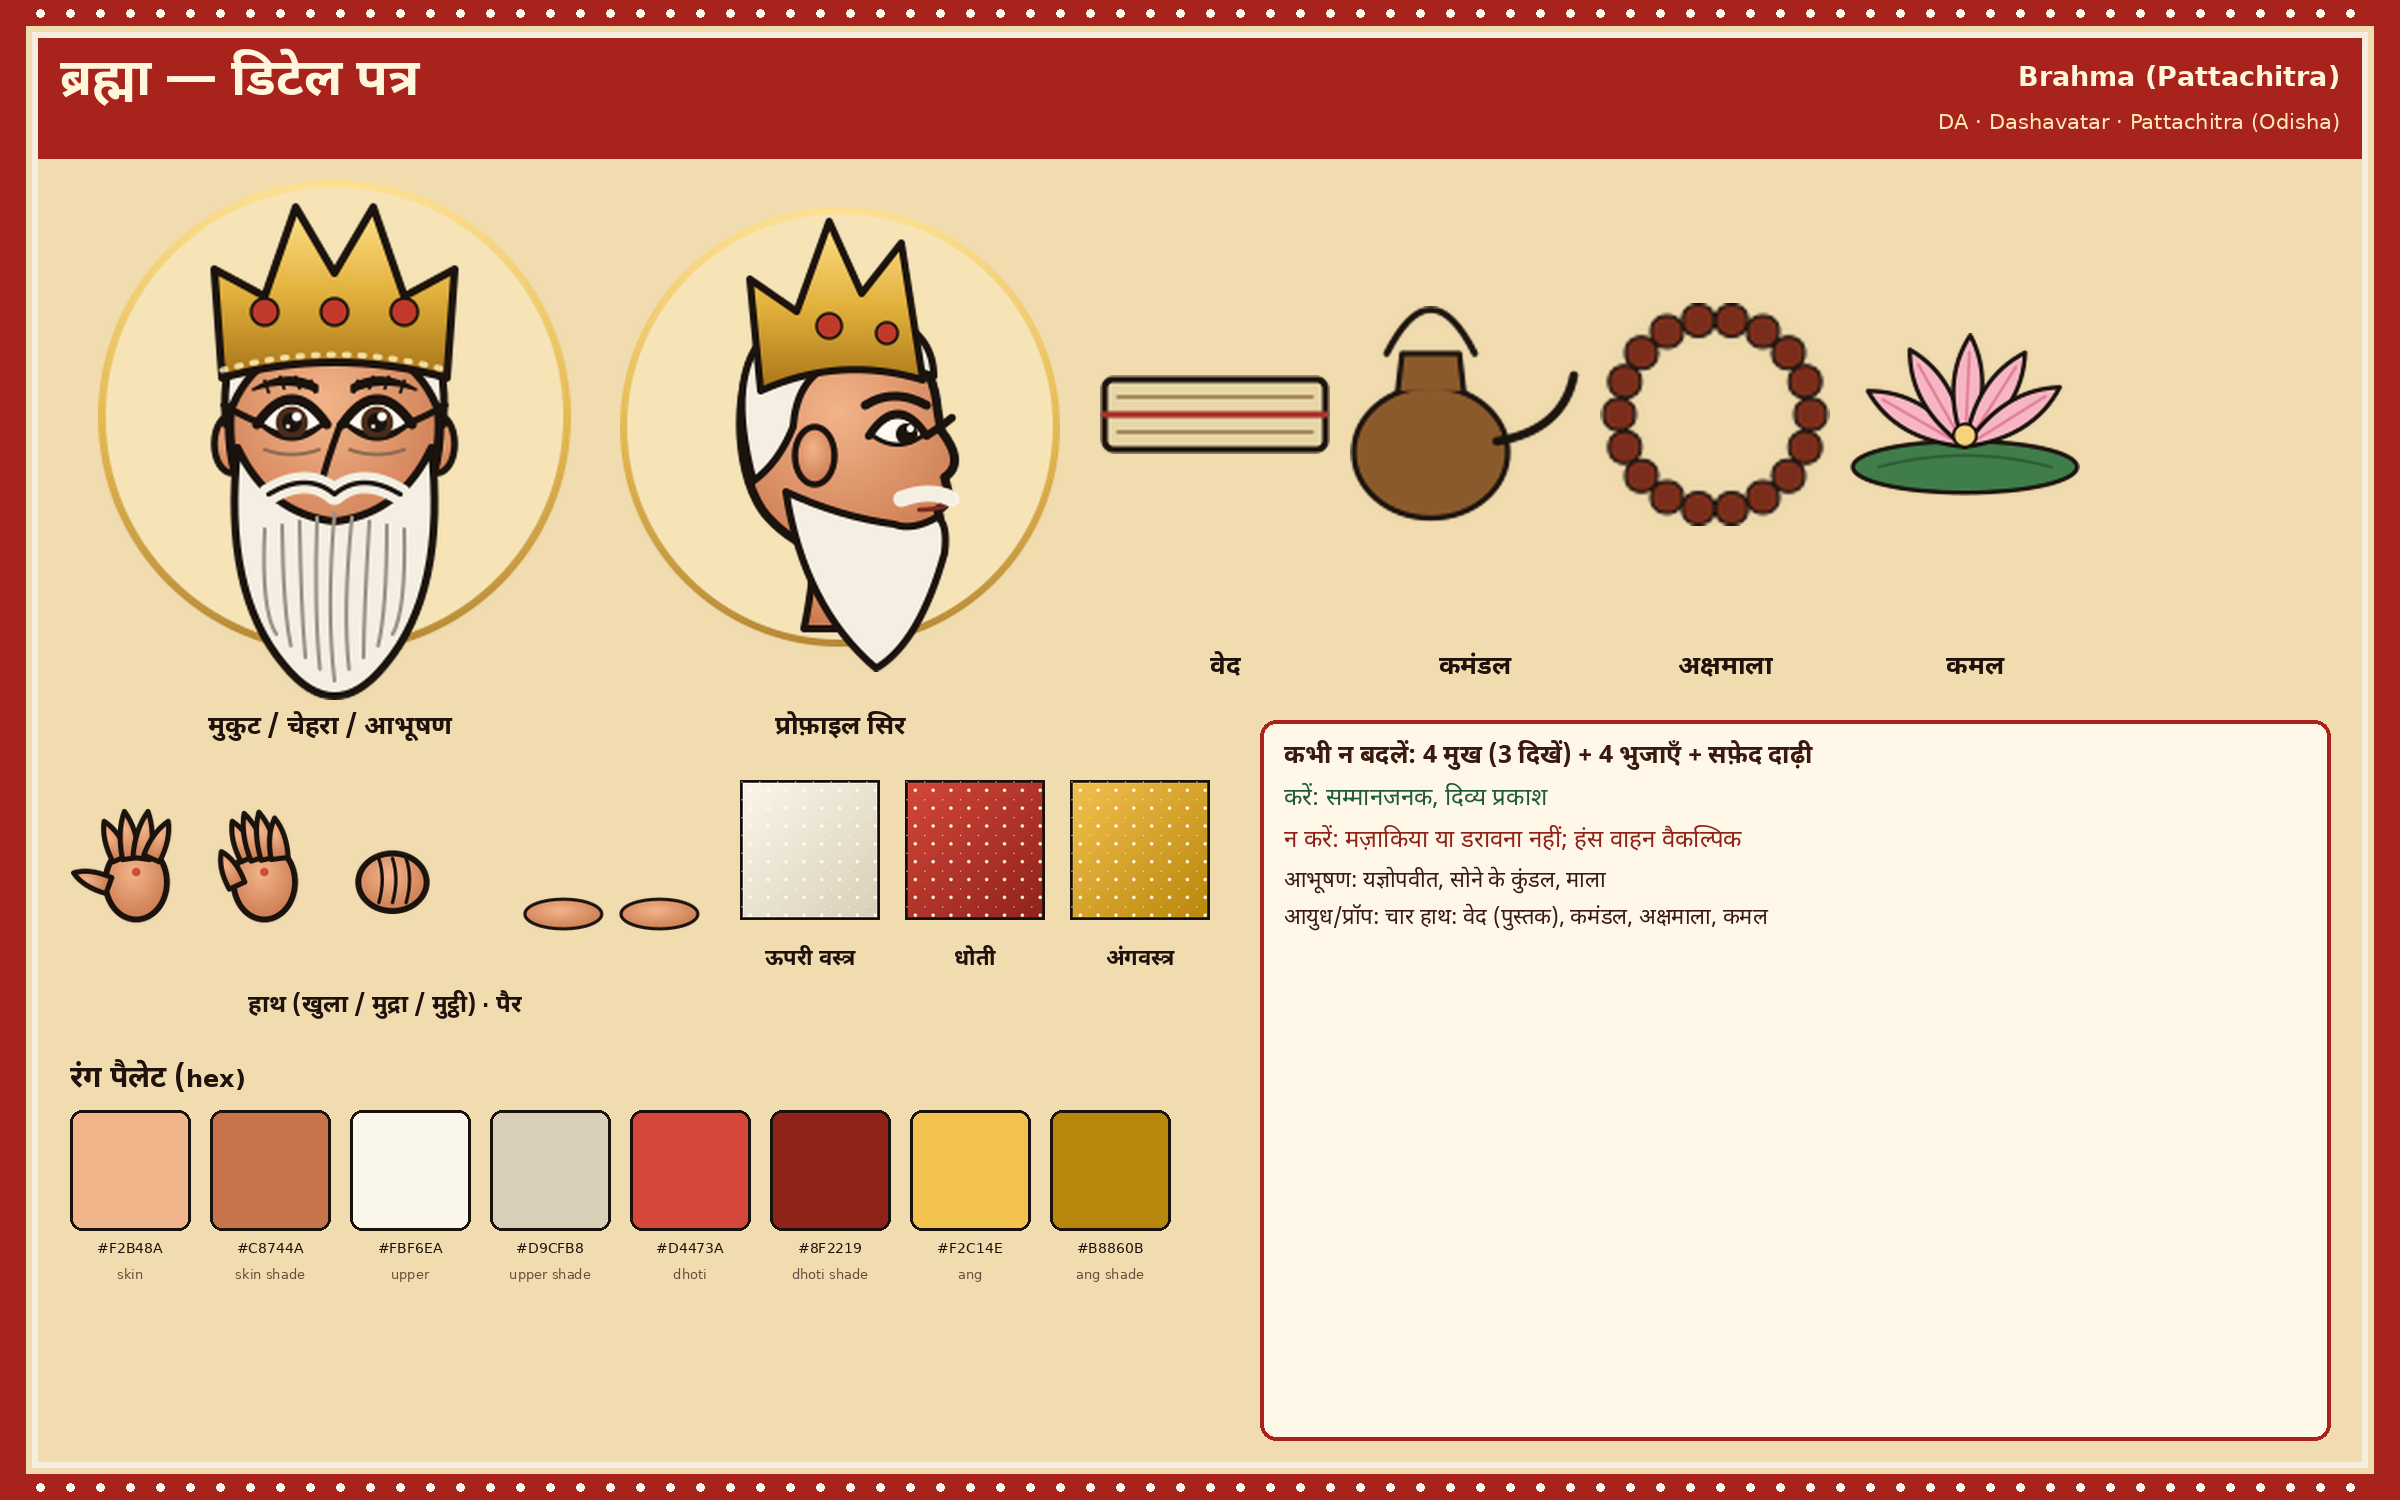 ब्रह्मा — डिटेल पत्र
Brahma (Pattachitra)
DA · Dashavatar · Pattachitra (Odisha)
वेद
कमंडल
अक्षमाला
कमल
मुकुट / चेहरा / आभूषण
प्रोफ़ाइल सिर
कभी न बदलें: 4 मुख (3 दिखें) + 4 भुजाएँ + सफ़ेद दाढ़ी
करें: सम्मानजनक, दिव्य प्रकाश
न करें: मज़ाकिया या डरावना नहीं; हंस वाहन वैकल्पिक
आभूषण: यज्ञोपवीत, सोने के कुंडल, माला
आयुध/प्रॉप: चार हाथ: वेद (पुस्तक), कमंडल, अक्षमाला, कमल
ऊपरी वस्त्र
धोती
अंगवस्त्र
हाथ (खुला / मुद्रा / मुट्ठी) · पैर
रंग पैलेट (hex)
#F2B48A
#C8744A
#FBF6EA
#D9CFB8
#D4473A
#8F2219
#F2C14E
#B8860B
skin
skin shade
upper
upper shade
dhoti
dhoti shade
ang
ang shade